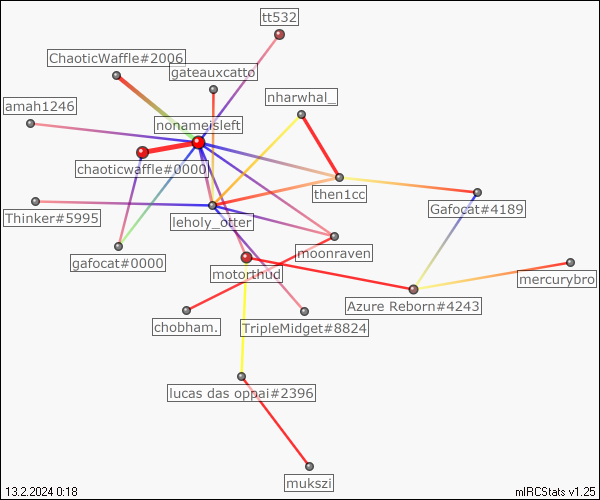 tt532
ChaoticWaffle#2006
gateauxcatto
nharwhal_
amah1246
nonameisleft
chaoticwaffle#0000
then1cc
Gafocat#4189
Thinker#5995
leholy_otter
moonraven
gafocat#0000
motorthud
mercurybro
Azure Reborn#4243
chobham.
TripleMidget#8824
lucas das oppai#2396
mukszi
13.2.2024 0:18
mIRCStats v1.25